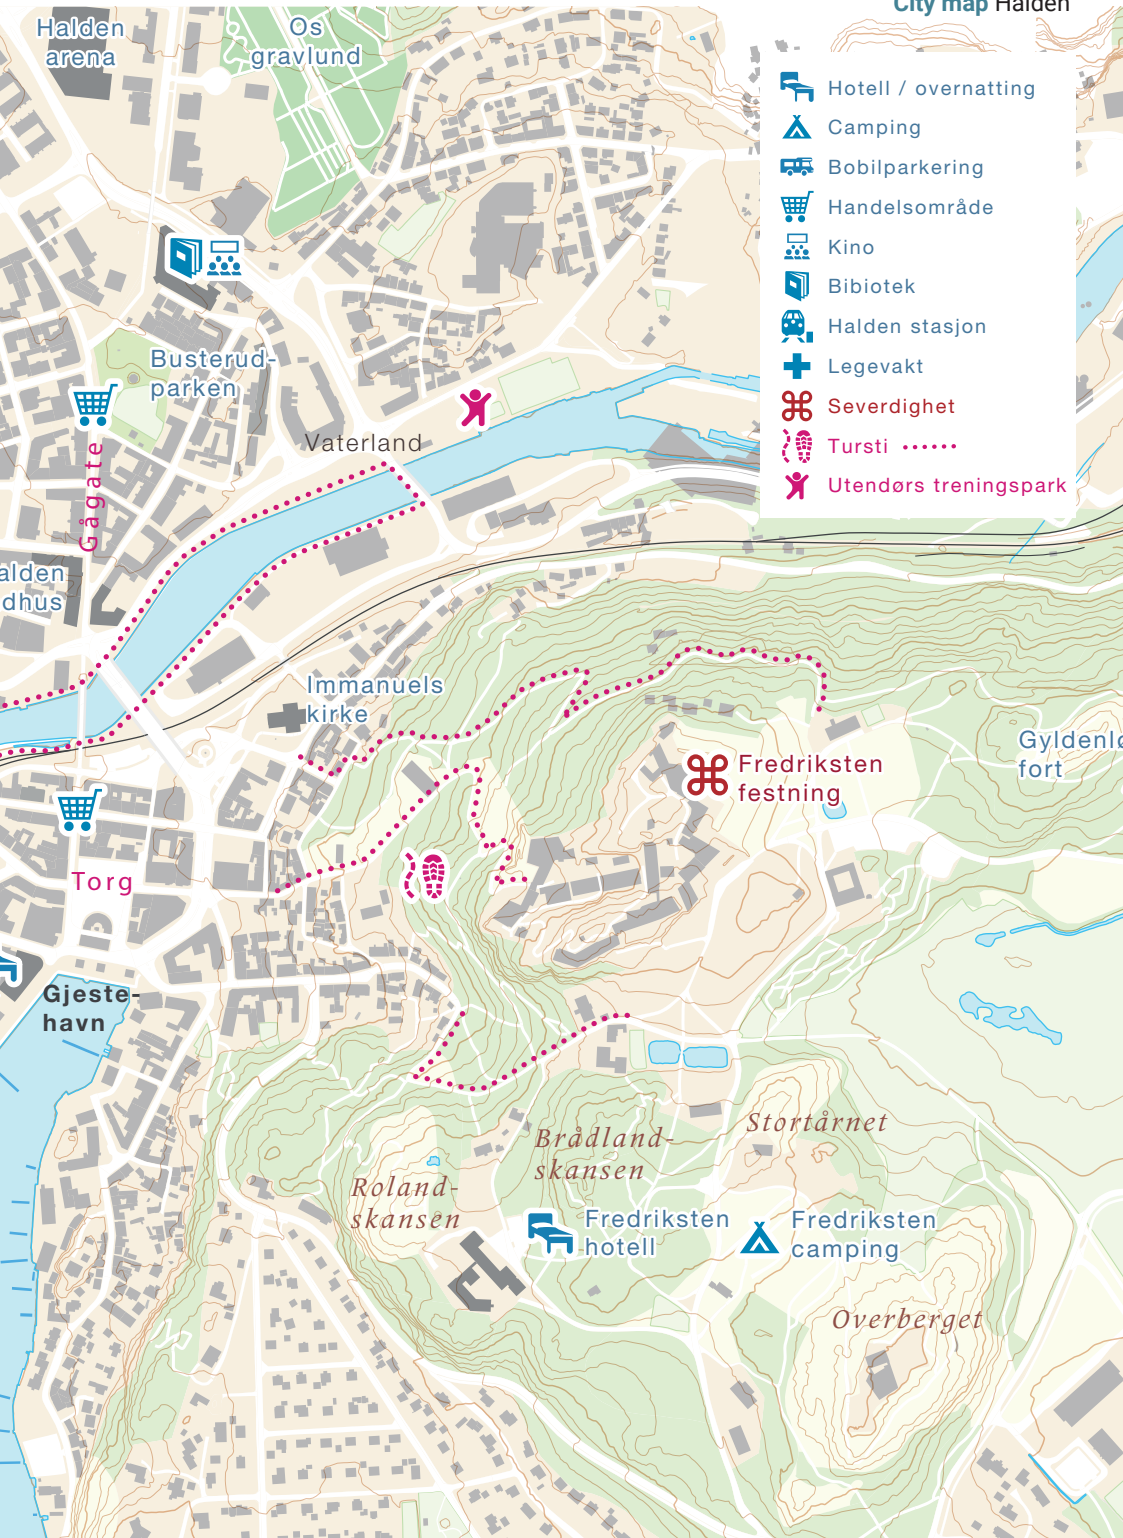 City map Halden
Halden
arena
Os
gravlund
Hotell / overnatting
Camping
Bobilparkering
Handelsområde
Kino
Bibiotek
Halden stasjon
Legevakt
Severdighet
Tursti
Utendørs treningspark
Busterud-
parken
Vaterland
Gågate
alden
dhus
Immanuels
kirke
Gyldenlø
fort
Fredriksten
festning
Torg
Gjeste-
havn
Stortårnet
Brådland-
skansen
Roland-
skansen
Fredriksten
hotell
Fredriksten
camping
Overberget